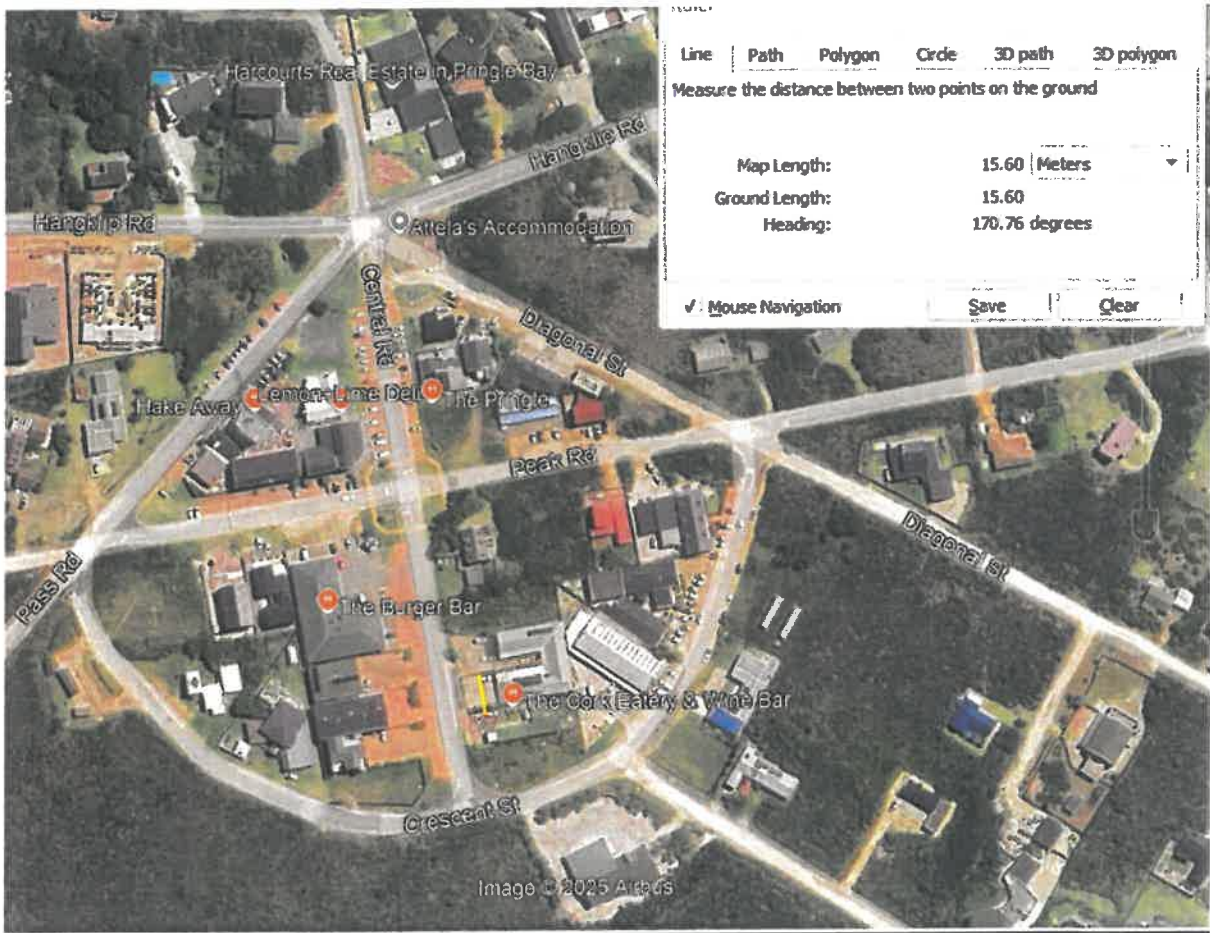 Ruler
Line Path Polygon Circle 3D path 3D polygon
Measure the distance between two points on the ground
Map Length: 15.60 Meters
Ground Length: 15.60
Heading: 170.76 degrees
✓ Mouse Navigation Save Clear
Harcourts Real Estate in Pringle Bay
Hangklip Rd
Hangklip Rd
Attela's Accommodation
Central Rd
Diagonal St
Hake Away
Lemon-Lime Deli
The Pringle
Peak Rd
Diagonal St
Pass Rd
The Burger Bar
The Cork Eatery & Wine Bar
Crescent St
Image © 2025 Airbus